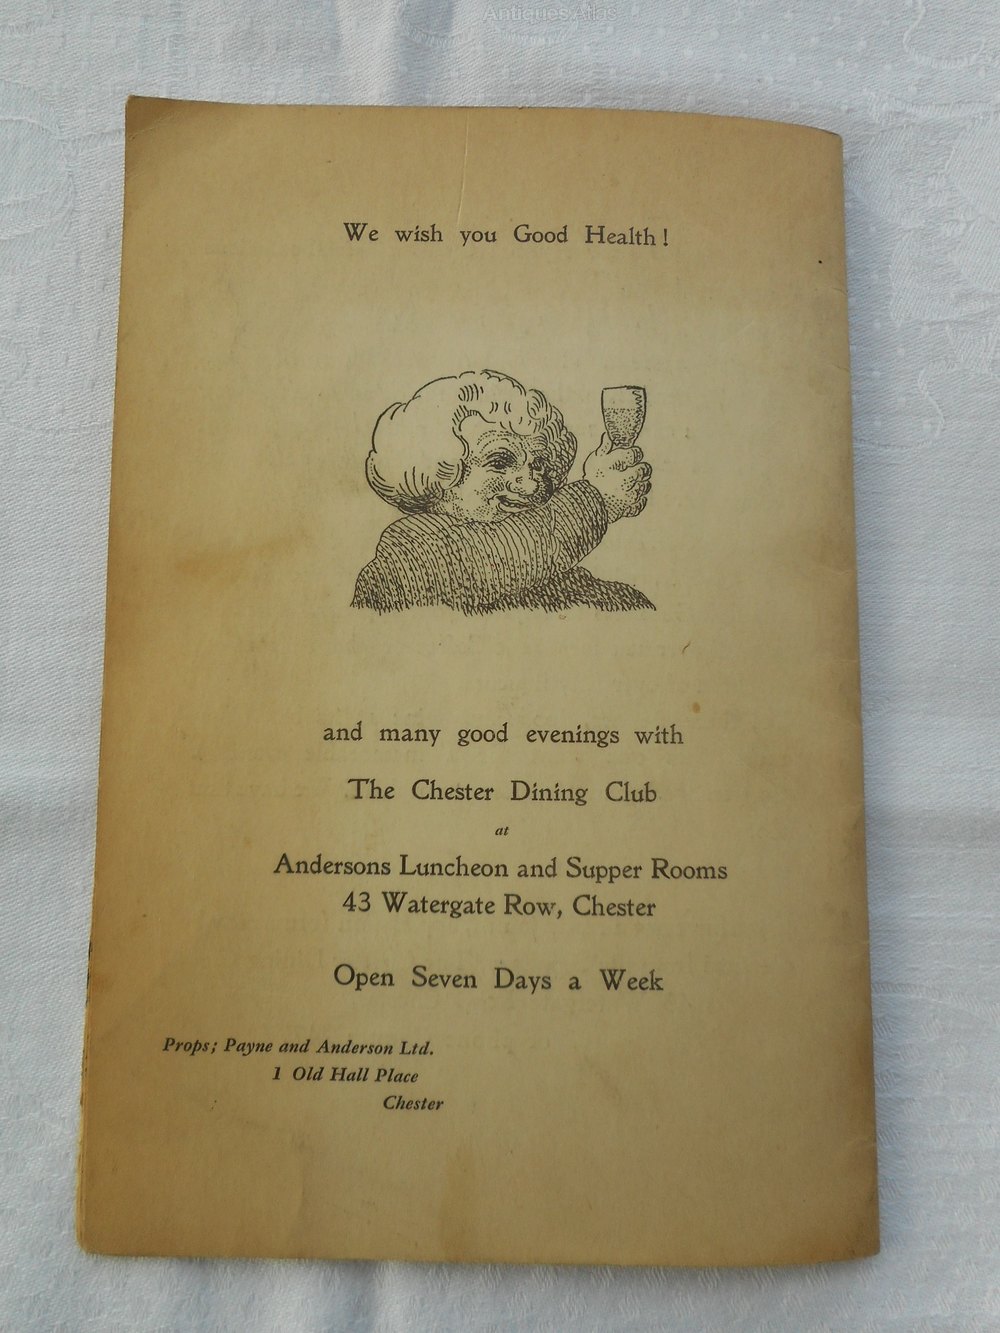 Antiques Atlas
We wish you Good Health !
and many good evenings with
The Chester Dining Club
at
Andersons Luncheon and Supper Rooms
43 Watergate Row, Chester
Open Seven Days a Week
Props; Payne and Anderson Ltd.
1 Old Hall Place
Chester